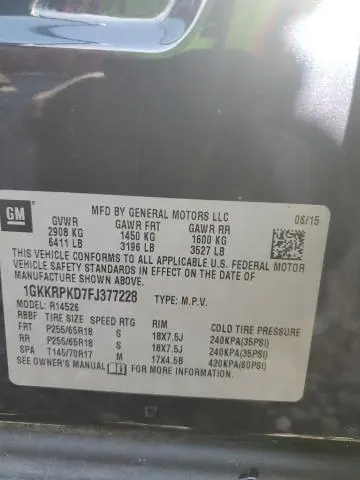 GM
MFD BY GENERAL MOTORS LLC
06/15
GVWR GAWR FRT GAWR RR
2908 KG 1450 KG 1600 KG
6411 LB 3196 LB 3527 LB
THIS VEHICLE CONFORMS TO ALL APPLICABLE U.S. FEDERAL MOTOR
VEHICLE SAFETY STANDARDS IN EFFECT ON THE DATE OF
MANUFACTURE SHOWN ABOVE.
1GKKRPKD7FJ377228 TYPE: M.P.V.
MODEL: R14526
RBBF TIRE SIZE SPEED RTG RIM COLD TIRE PRESSURE
FRT P255/65R18 S 18X7.5J 240KPA(35PSI)
RR P255/65R18 S 18X7.5J 240KPA(35PSI)
SPA T145/70R17 M 17X4.5B 420KPA(60PSI)
SEE OWNER'S MANUAL FOR ADDITIONAL INFORMATION.